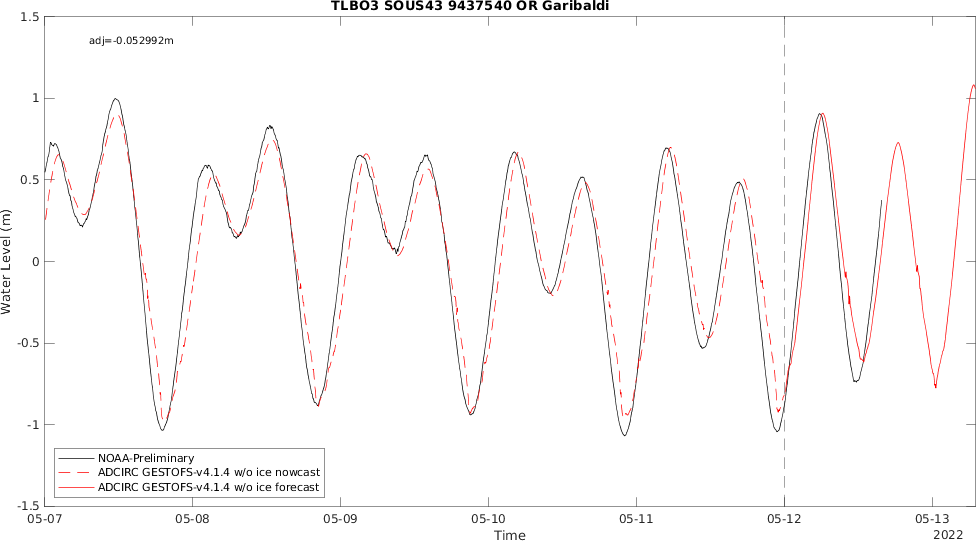 TLBO3 SOUS43 9437540 OR Garibaldi
adj=-0.052992m
1.5
1
0.5
0
-0.5
-1
-1.5
Water Level (m)
NOAA-Preliminary
ADCIRC GESTOFS-v4.1.4 w/o ice nowcast
ADCIRC GESTOFS-v4.1.4 w/o ice forecast
05-07 05-08 05-09 05-10 05-11 05-12 05-13
Time
2022